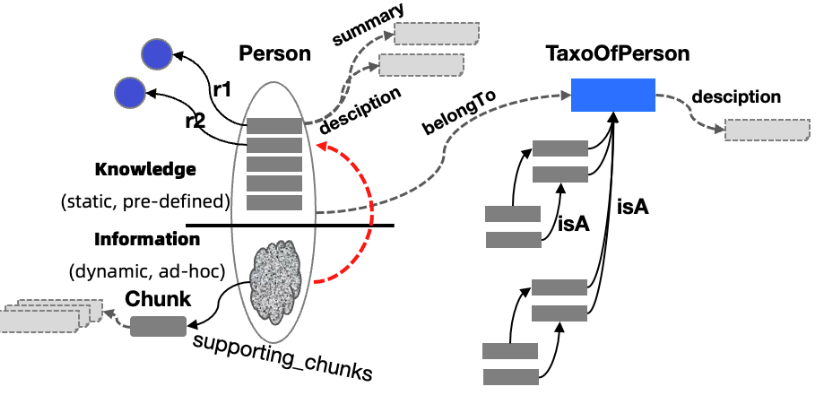 summary
Person
TaxoOfPerson
r1
r2
desciption
belongTo
desciption
Knowledge
(static, pre-defined)
isA
isA
Information
(dynamic, ad-hoc)
Chunk
supporting_chunks